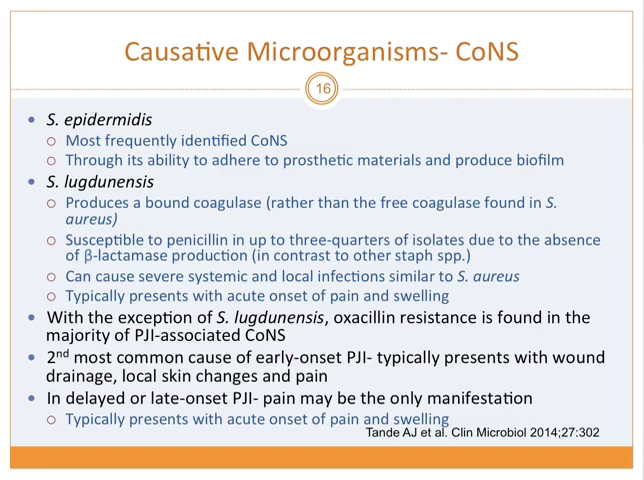 Causative Microorganisms- CoNS
16
S. epidermidis
Most frequently identified CoNS
Through its ability to adhere to prosthetic materials and produce biofilm
S. lugdunensis
Produces a bound coagulase (rather than the free coagulase found in S.
aureus)
Susceptible to penicillin in up to three-quarters of isolates due to the absence
of β-lactamase production (in contrast to other staph spp.)
Can cause severe systemic and local infections similar to S. aureus
Typically presents with acute onset of pain and swelling
With the exception of S. lugdunensis, oxacillin resistance is found in the
majority of PJI-associated CoNS
2nd most common cause of early-onset PJI- typically presents with wound
drainage, local skin changes and pain
In delayed or late-onset PJI- pain may be the only manifestation
Typically presents with acute onset of pain and swelling
Tande AJ et al. Clin Microbiol 2014;27:302